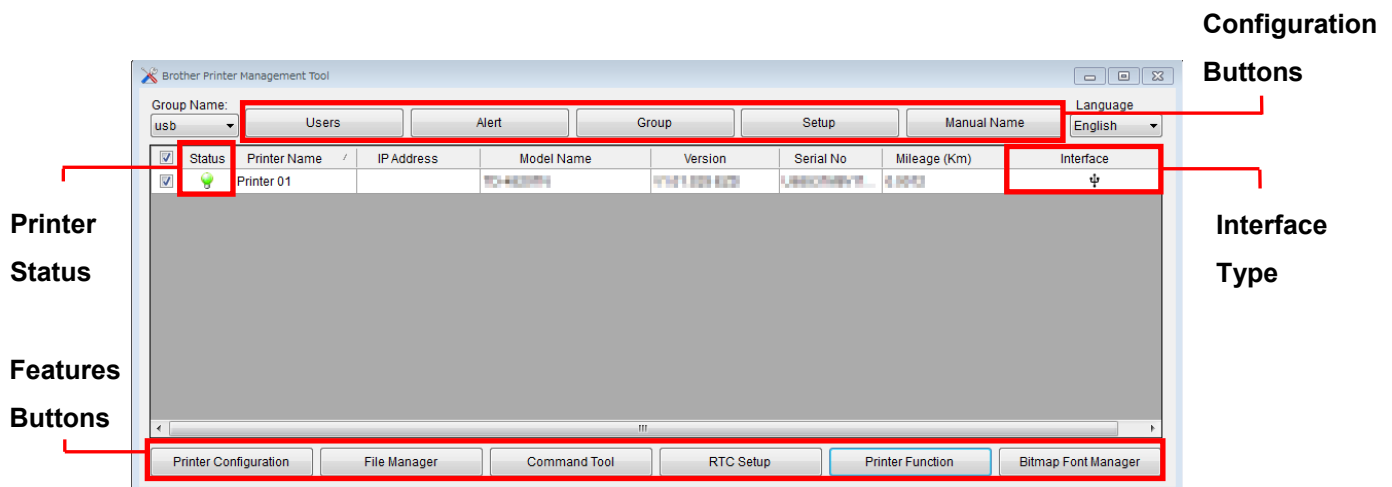 Configuration
Buttons
Brother Printer Management Tool
Group Name:
Language
usb
Users
Alert
Group
Setup
Manual Name
English
Status Printer Name IP Address Model Name Version Serial No Mileage (Km) Interface
Printer 01
Printer
Status
Interface
Type
Features
Buttons
Printer Configuration
File Manager
Command Tool
RTC Setup
Printer Function
Bitmap Font Manager